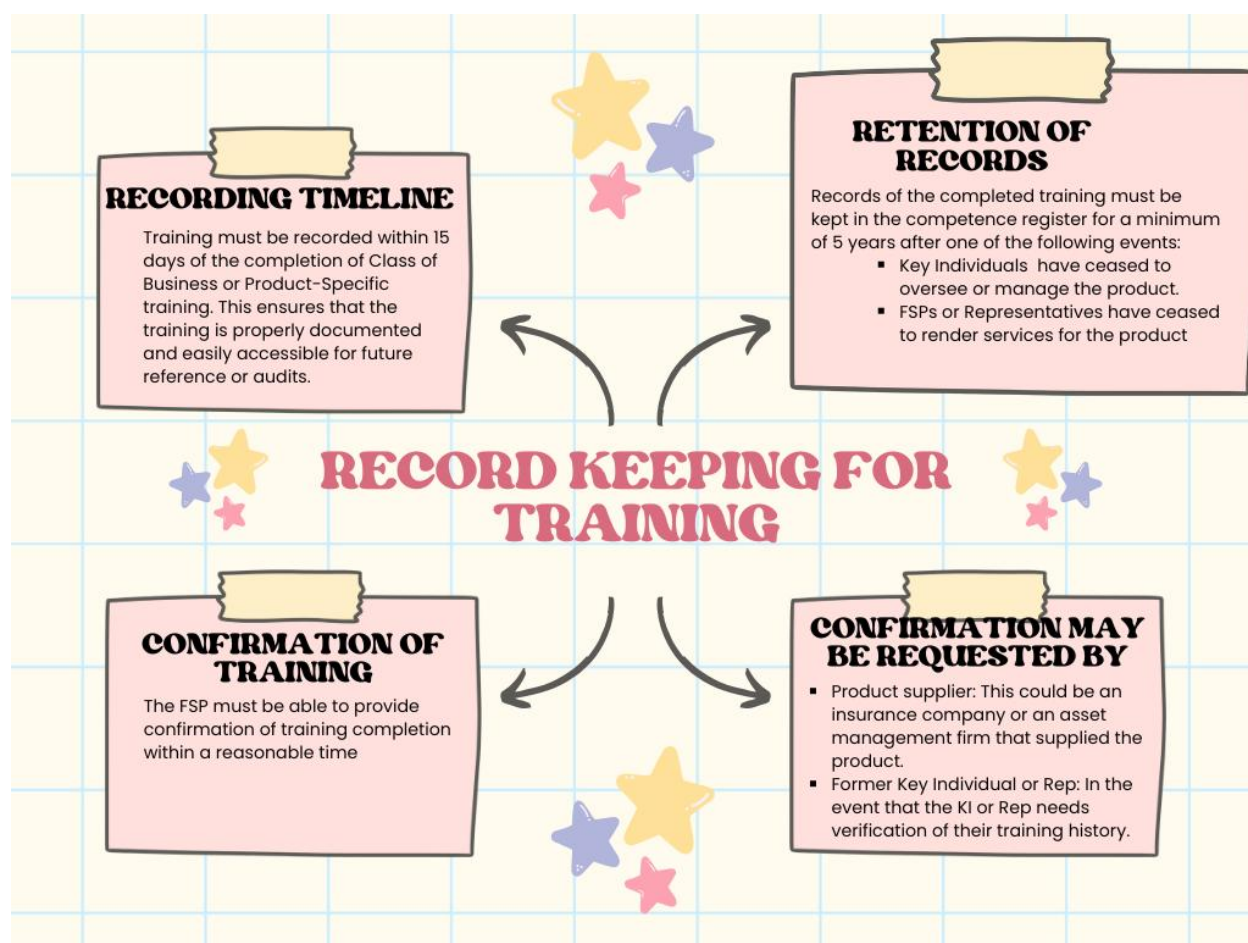 RECORDING TIMELINE
Training must be recorded within 15
days of the completion of Class of
Business or Product-Specific
training. This ensures that the
training is properly documented
and easily accessible for future
reference or audits.
RETENTION OF
RECORDS
Records of the completed training must be
kept in the competence register for a minimum
of 5 years after one of the following events:
▪ Key Individuals have ceased to
oversee or manage the product.
▪ FSPs or Representatives have ceased
to render services for the product
RECORD KEEPING FOR
TRAINING
CONFIRMATION OF
TRAINING
The FSP must be able to provide
confirmation of training completion
within a reasonable time
CONFIRMATION MAY
BE REQUESTED BY
▪ Product supplier: This could be an
insurance company or an asset
management firm that supplied the
product.
▪ Former Key Individual or Rep: In the
event that the KI or Rep needs
verification of their training history.